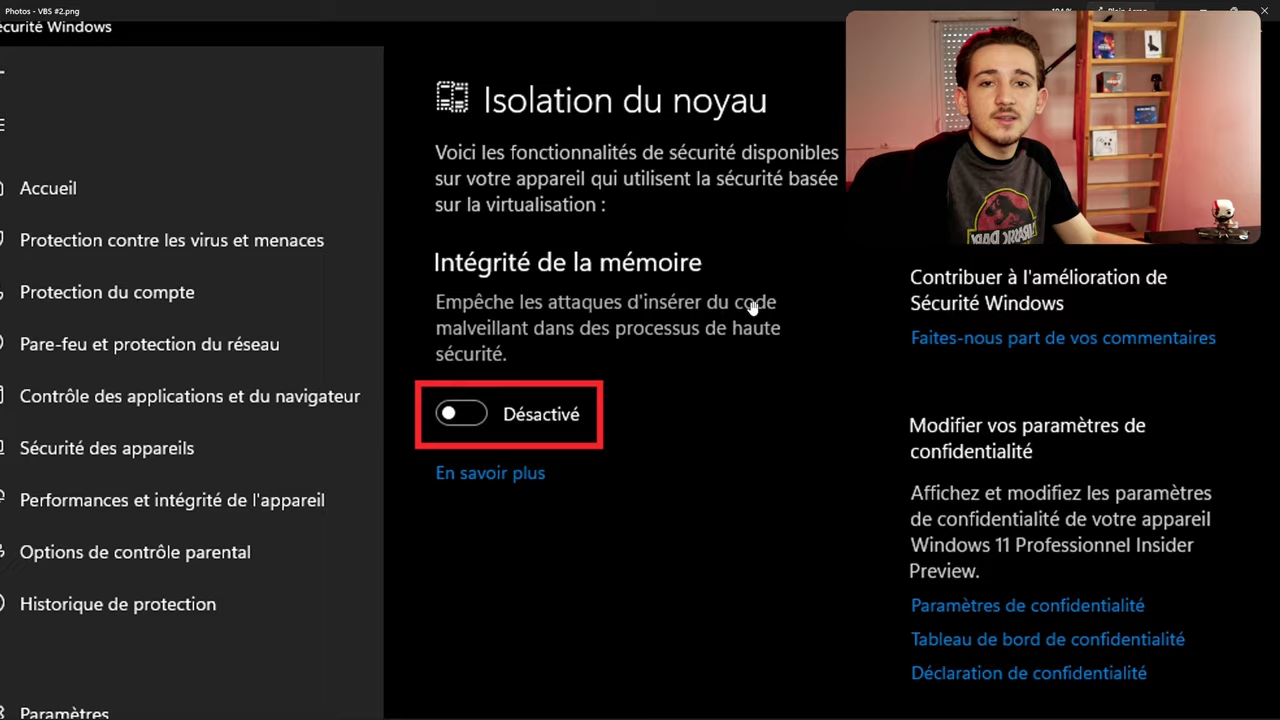 Photos - VBS #2.png
écurité Windows
Accueil
Protection contre les virus et menaces
Protection du compte
Pare-feu et protection du réseau
Contrôle des applications et du navigateur
Sécurité des appareils
Performances et intégrité de l'appareil
Options de contrôle parental
Historique de protection
Paramètres
Isolation du noyau
Voici les fonctionnalités de sécurité disponibles
sur votre appareil qui utilisent la sécurité basée
sur la virtualisation :
Intégrité de la mémoire
Empêche les attaques d'insérer du code
malveillant dans des processus de haute
sécurité.
Désactivé
En savoir plus
Contribuer à l'amélioration de
Sécurité Windows
Faites-nous part de vos commentaires
Modifier vos paramètres de
confidentialité
Affichez et modifiez les paramètres
de confidentialité de votre appareil
Windows 11 Professionnel Insider
Preview.
Paramètres de confidentialité
Tableau de bord de confidentialité
Déclaration de confidentialité